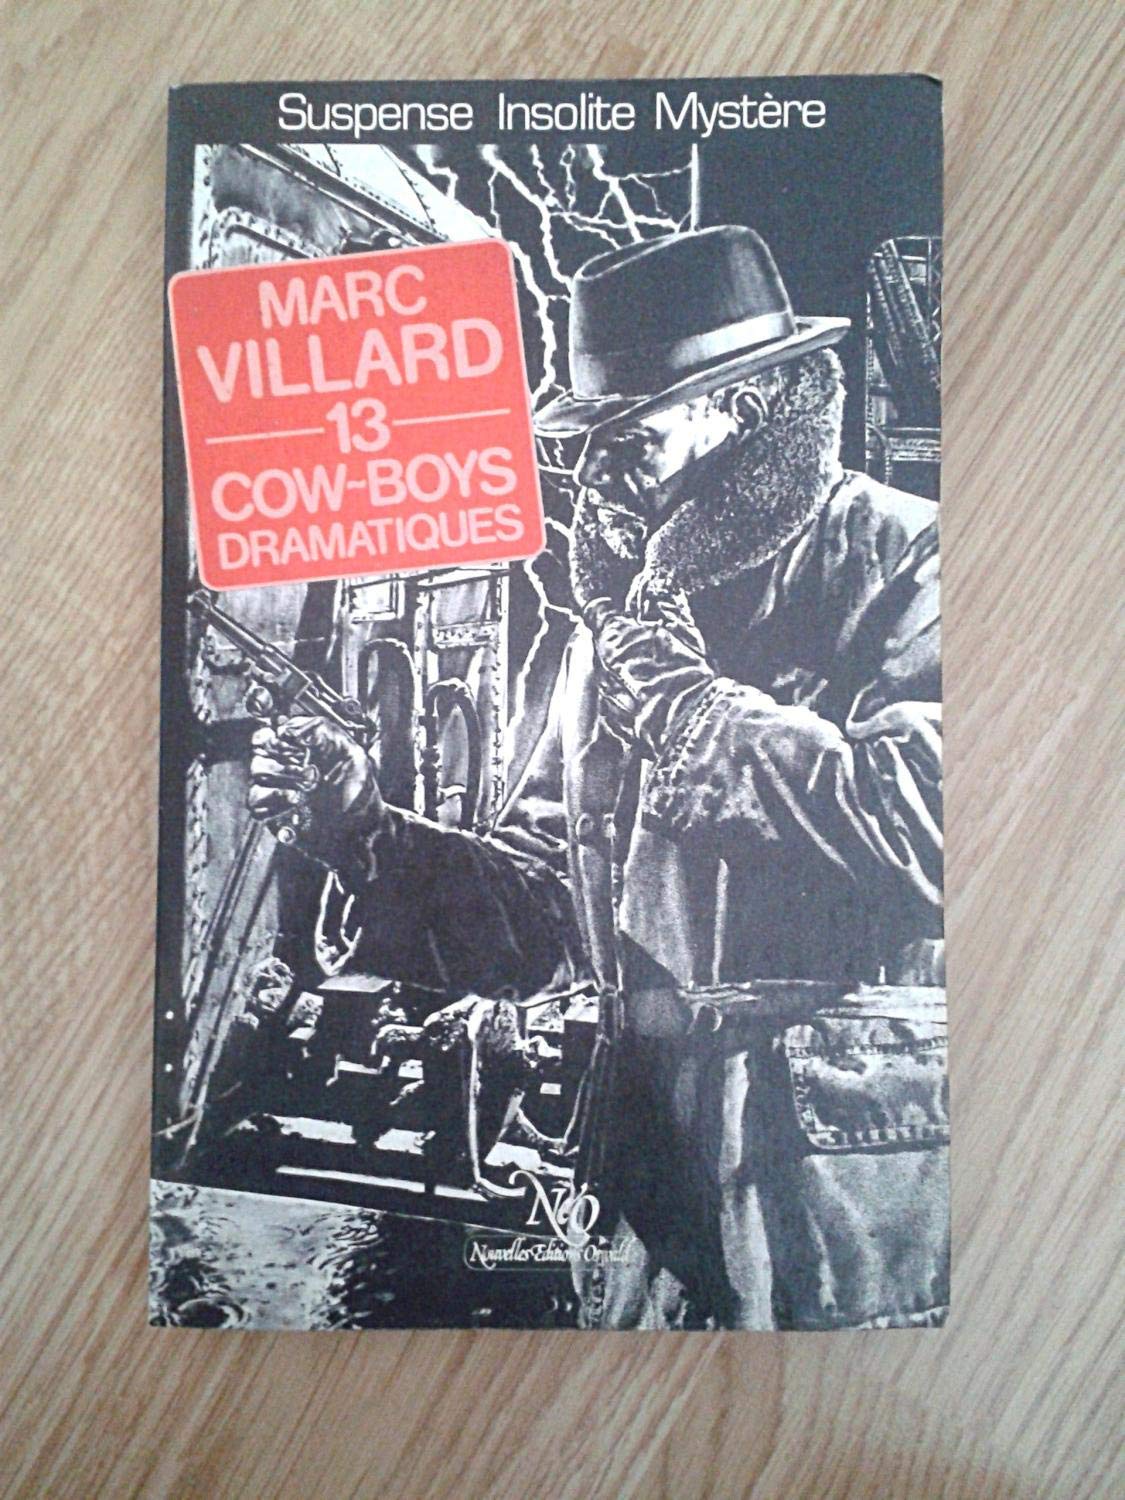 Suspense Insolite Mystère
MARC
VILLARD
13
COW-BOYS
DRAMATIQUES
NéO
Nouvelles Editions Oswald